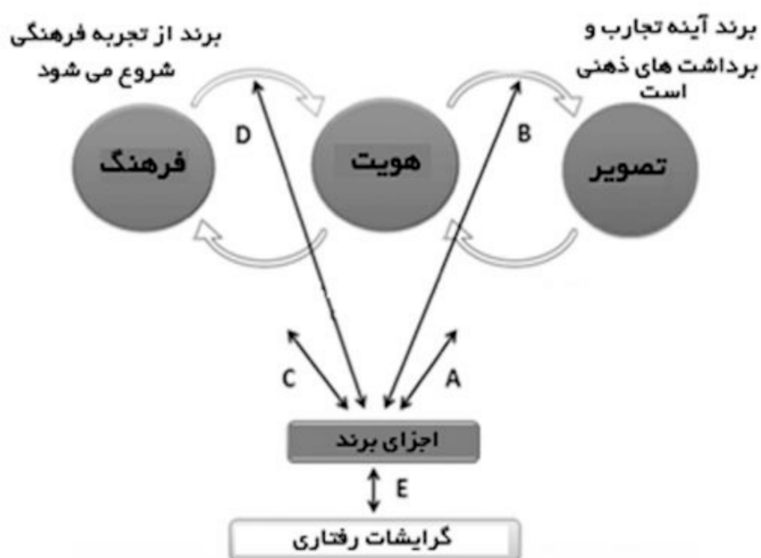 برند آینه تجارب و
برداشت های ذهنی
است
برند از تجربه فرهنگی
شروع می شود
تصویر
هویت
فرهنگ
B
D
A
C
اجزای برند
E
گرایشات رفتاری